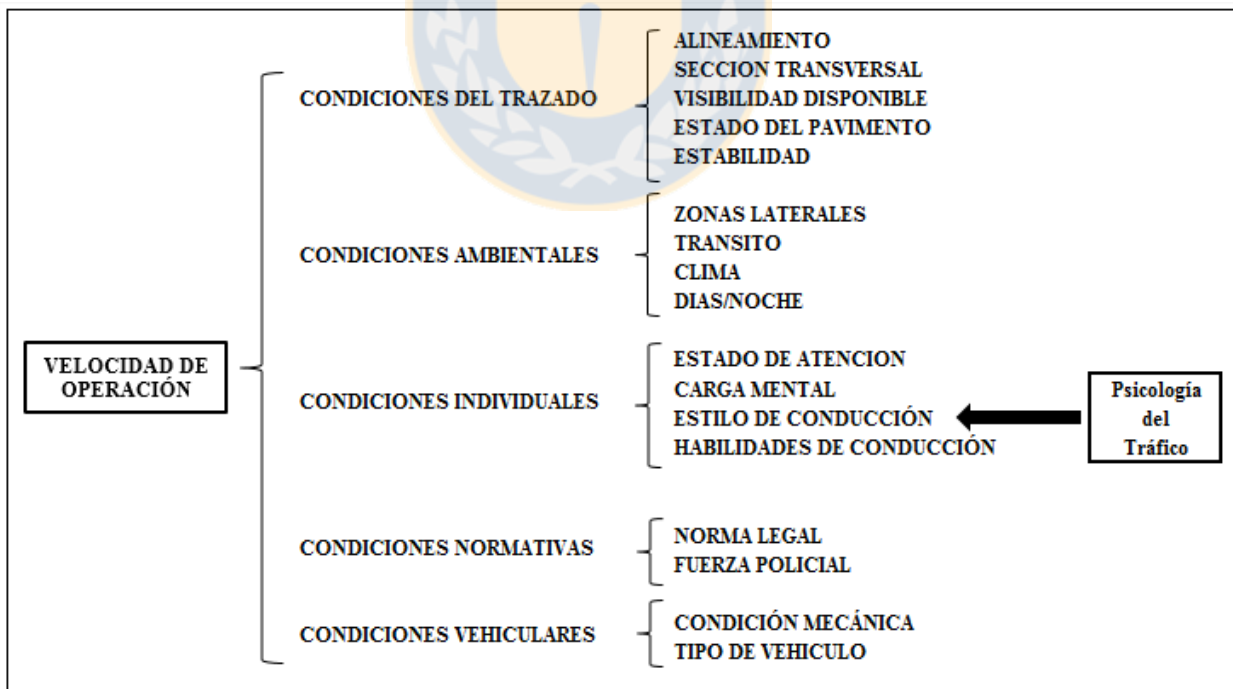 ALINEAMIENTO
SECCION TRANSVERSAL
CONDICIONES DEL TRAZADO
VISIBILIDAD DISPONIBLE
ESTADO DEL PAVIMENTO
ESTABILIDAD
ZONAS LATERALES
TRANSITO
CONDICIONES AMBIENTALES
CLIMA
DIAS/NOCHE
VELOCIDAD DE
OPERACIÓN
ESTADO DE ATENCION
CARGA MENTAL
CONDICIONES INDIVIDUALES
ESTILO DE CONDUCCIÓN
HABILIDADES DE CONDUCCIÓN
Psicología
del
Tráfico
NORMA LEGAL
CONDICIONES NORMATIVAS
FUERZA POLICIAL
CONDICIÓN MECÁNICA
CONDICIONES VEHICULARES
TIPO DE VEHICULO